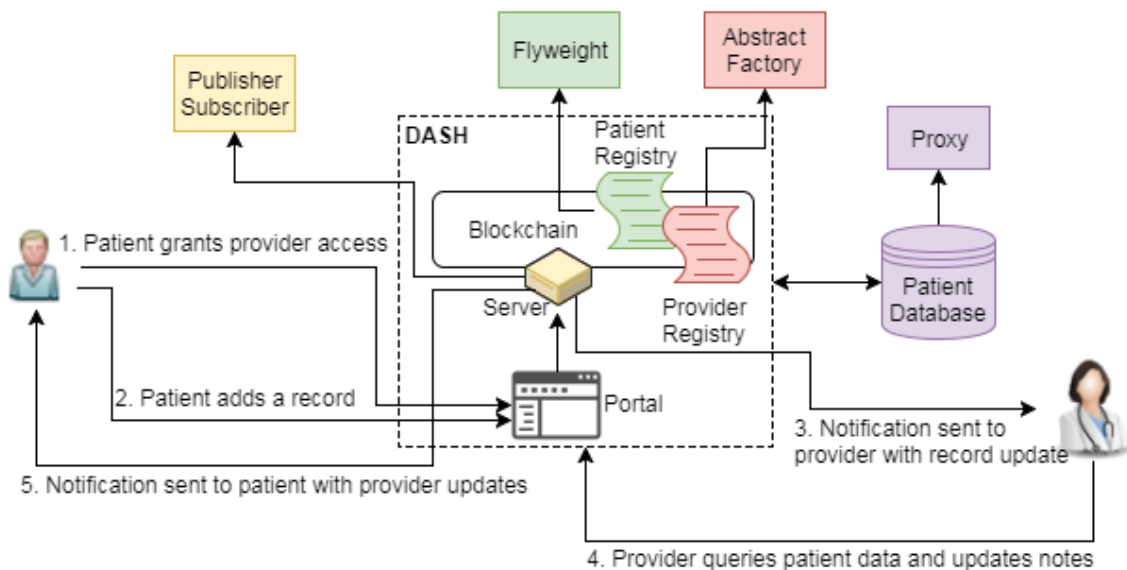 Flyweight
Abstract
Factory
Publisher
Subscriber
DASH
Patient
Registry
Proxy
Blockchain
1. Patient grants provider access
Patient
Database
Server
Provider
Registry
2. Patient adds a record
Portal
3. Notification sent to
provider with record update
5. Notification sent to patient with provider updates
4. Provider queries patient data and updates notes